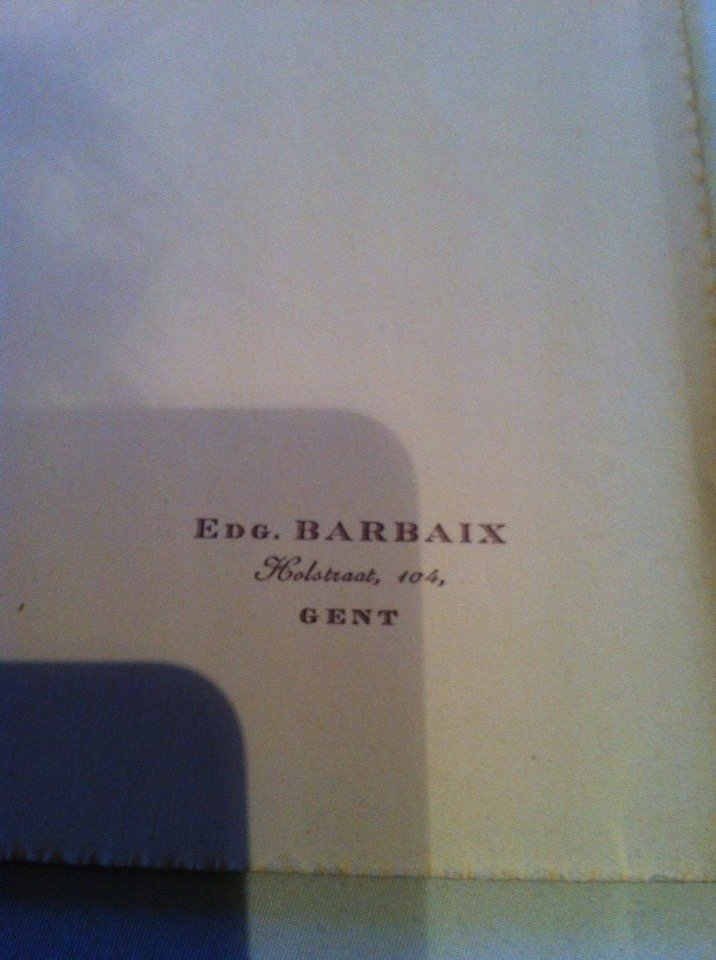 EDG. BARBAIX
Holstraat, 104,
GENT